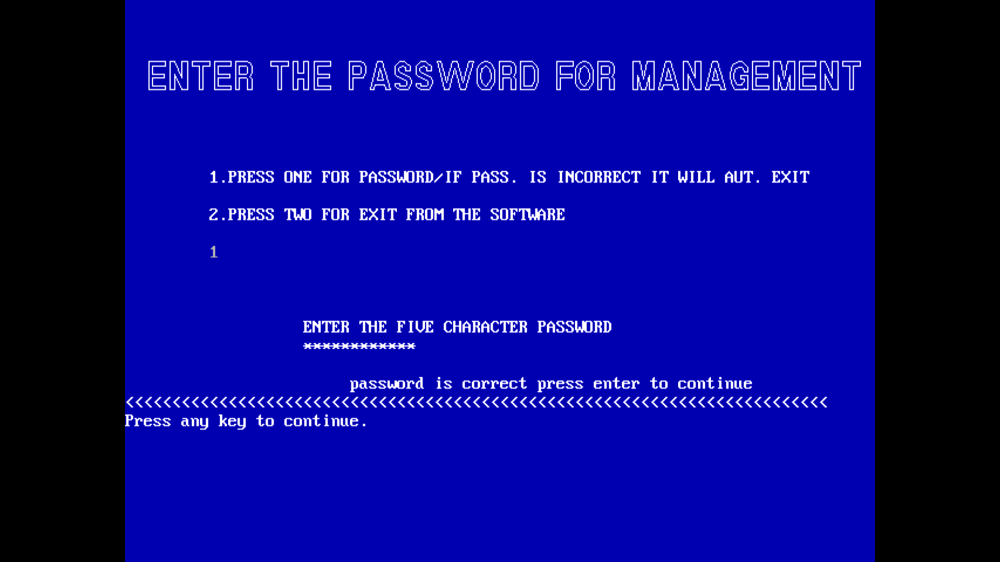 ENTER THE PASSWORD FOR MANAGEMENT
1.PRESS ONE FOR PASSWORD/IF PASS. IS INCORRECT IT WILL AUT. EXIT
2.PRESS TWO FOR EXIT FROM THE SOFTWARE
1
ENTER THE FIVE CHARACTER PASSWORD
************
password is correct press enter to continue
<<<<<<<<<<<<<<<<<<<<<<<<<<<<<<<<<<<<<<<<<<<<<<<<<<<<<<<<<<<<<<<<<<<<<<<<<<<
Press any key to continue.